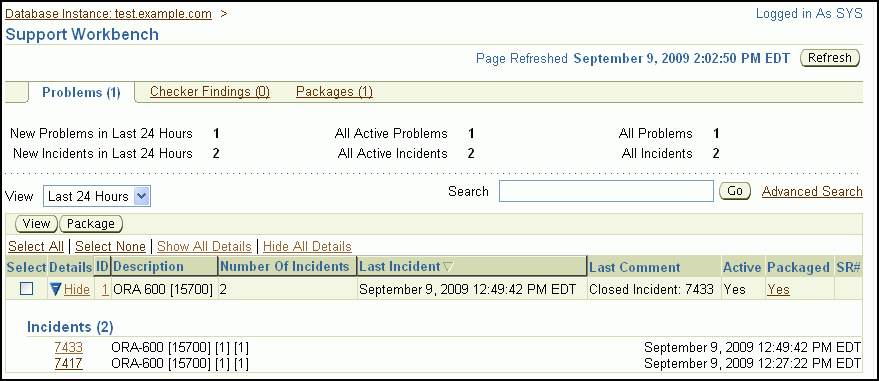 Database Instance: test.example.com > Logged in As SYS
Support Workbench
Page Refreshed September 9, 2009 2:02:50 PM EDT Refresh
Problems (1) Checker Findings (0) Packages (1)
New Problems in Last 24 Hours 1 All Active Problems 1 All Problems 1
New Incidents in Last 24 Hours 2 All Active Incidents 2 All Incidents 2
View Last 24 Hours Search Go Advanced Search
View Package
Select All | Select None | Show All Details | Hide All Details
Select Details ID Description Number Of Incidents Last Incident Last Comment Active Packaged SR#
Hide 1 ORA 600 [15700] 2 September 9, 2009 12:49:42 PM EDT Closed Incident: 7433 Yes Yes
Incidents (2)
7433 ORA-600 [15700] [1] [1] September 9, 2009 12:49:42 PM EDT
7417 ORA-600 [15700] [1] [1] September 9, 2009 12:27:22 PM EDT